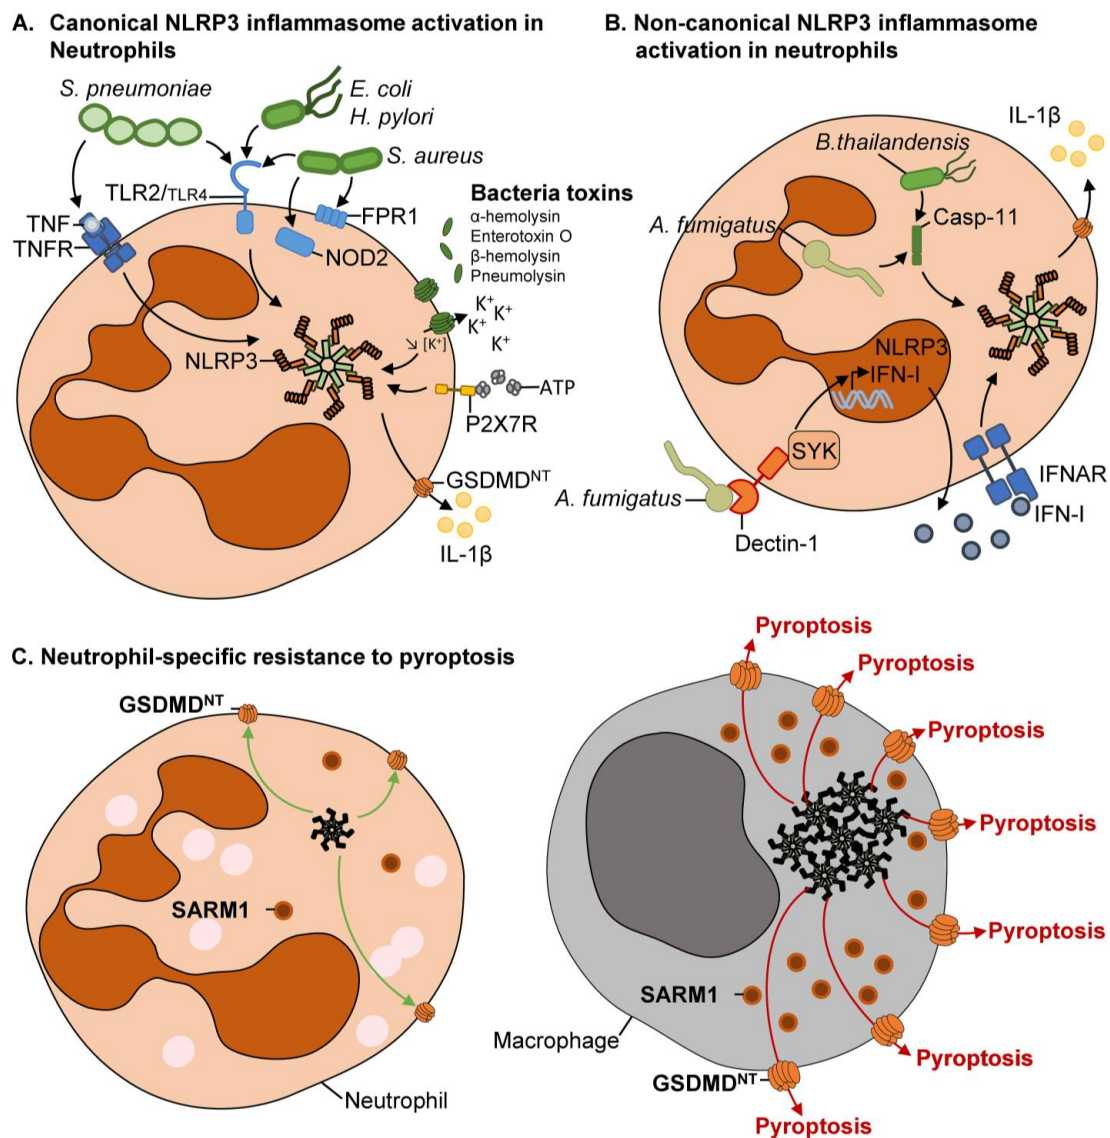 A. Canonical NLRP3 inflammasome activation in
Neutrophils
S. pneumoniae
E. coli
H. pylori
S. aureus
TLR2/TLR4
TNF
TNFR
FPR1
NOD2
Bacteria toxins
α-hemolysin
Enterotoxin O
β-hemolysin
Pneumolysin
K⁺
K⁺
K⁺
K⁺
↘ [K⁺]
NLRP3
ATP
P2X7R
GSDMDᴺᵀ
IL-1β
B. Non-canonical NLRP3 inflammasome
activation in neutrophils
IL-1β
B.thailandensis
A. fumigatus
Casp-11
NLRP3
IFN-I
SYK
A. fumigatus
Dectin-1
IFNAR
IFN-I
C. Neutrophil-specific resistance to pyroptosis
GSDMDᴺᵀ
SARM1
Neutrophil
Pyroptosis
Pyroptosis
Pyroptosis
Pyroptosis
Pyroptosis
SARM1
Macrophage
Pyroptosis
GSDMDᴺᵀ
Pyroptosis